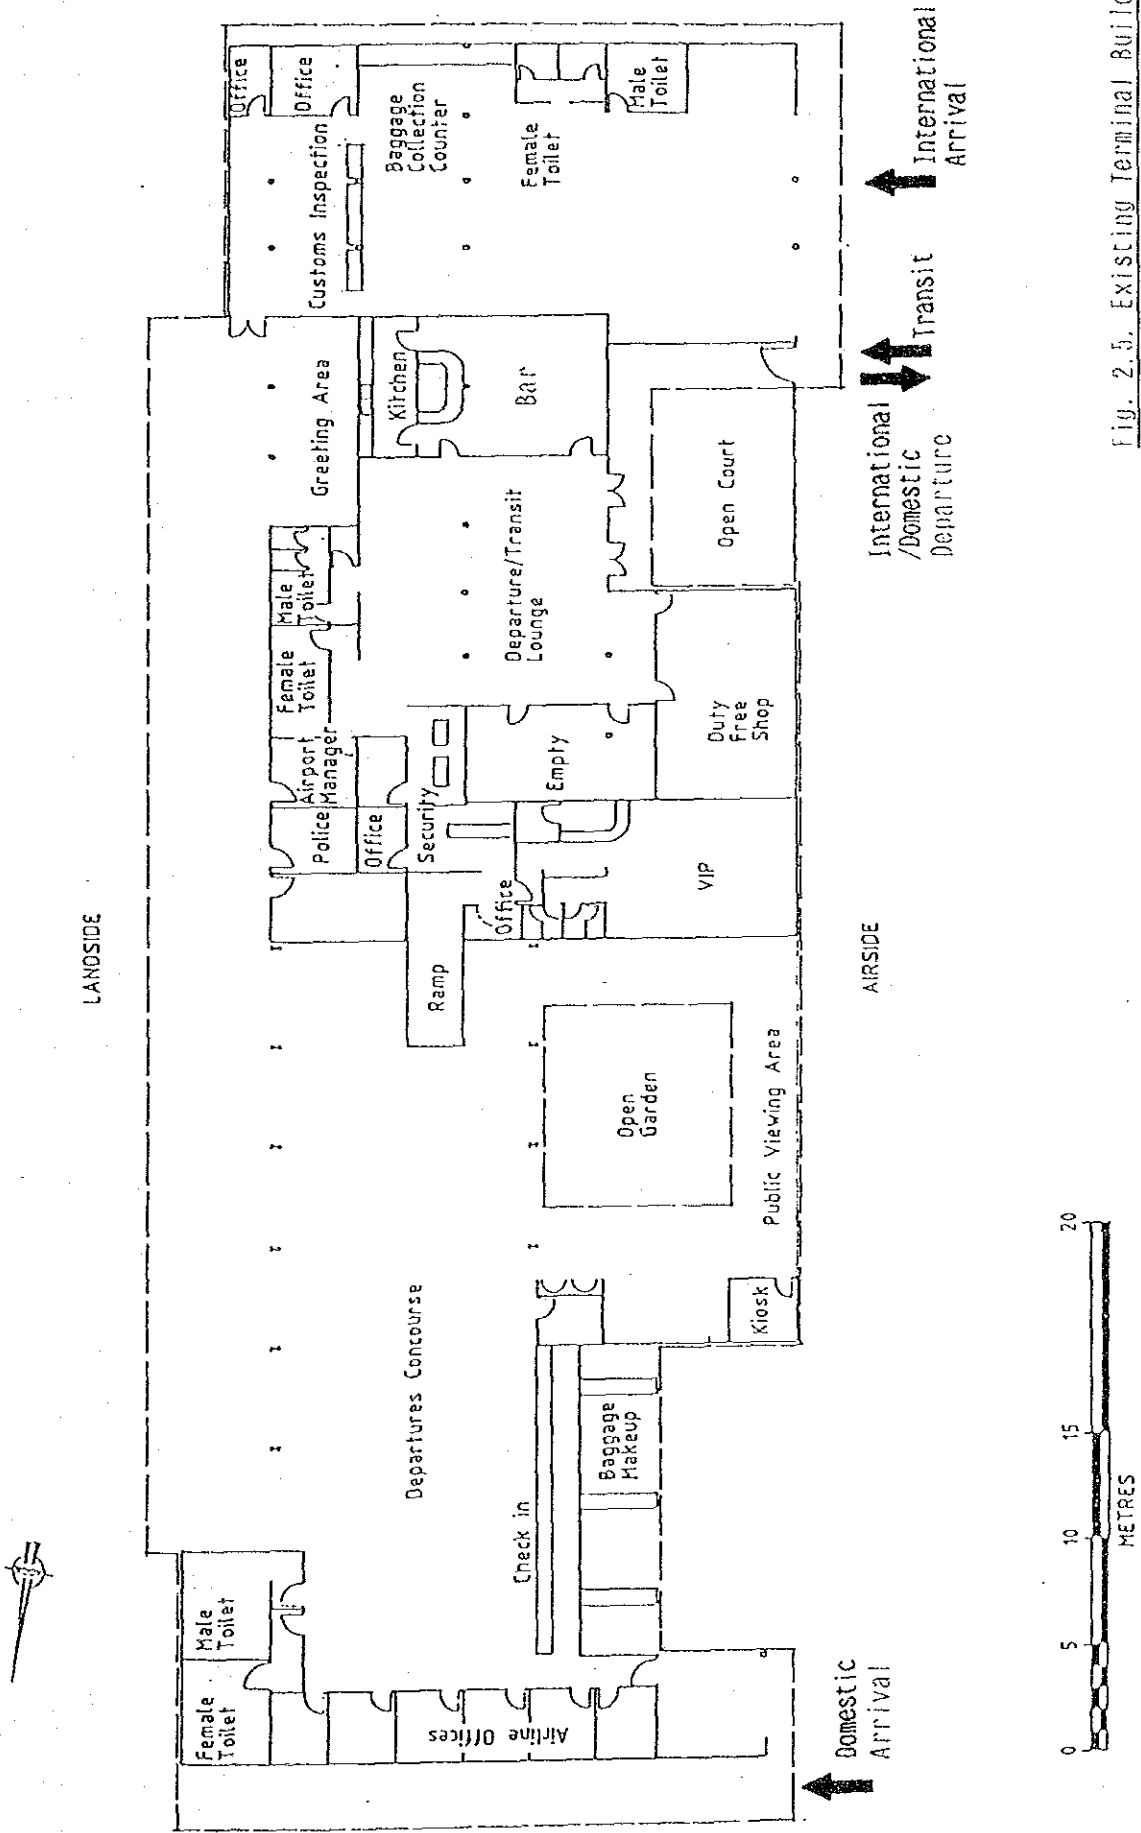 LANDSIDE
Female
Toilet
Male
Toilet
Airline Offices
Departures Concourse
Check in
Baggage
Makeup
Kiosk
Public Viewing Area
Open
Garden
Ramp
Office
VIP
Police
Office
Security
Airport
Manager
Female
Toilet
Male
Toilet
Empty
Duty
Free
Shop
Departure/Transit
Lounge
Open Court
Greeting Area
Kitchen
Bar
Customs Inspection
Office
Office
Baggage
Collection
Counter
Female
Toilet
Male
Toilet
AIRSIDE
Domestic
Arrival
International
/Domestic
Departure
Transit
International
Arrival
0 5 10 15 20
METRES
Fig. 2.5. Existing Terminal